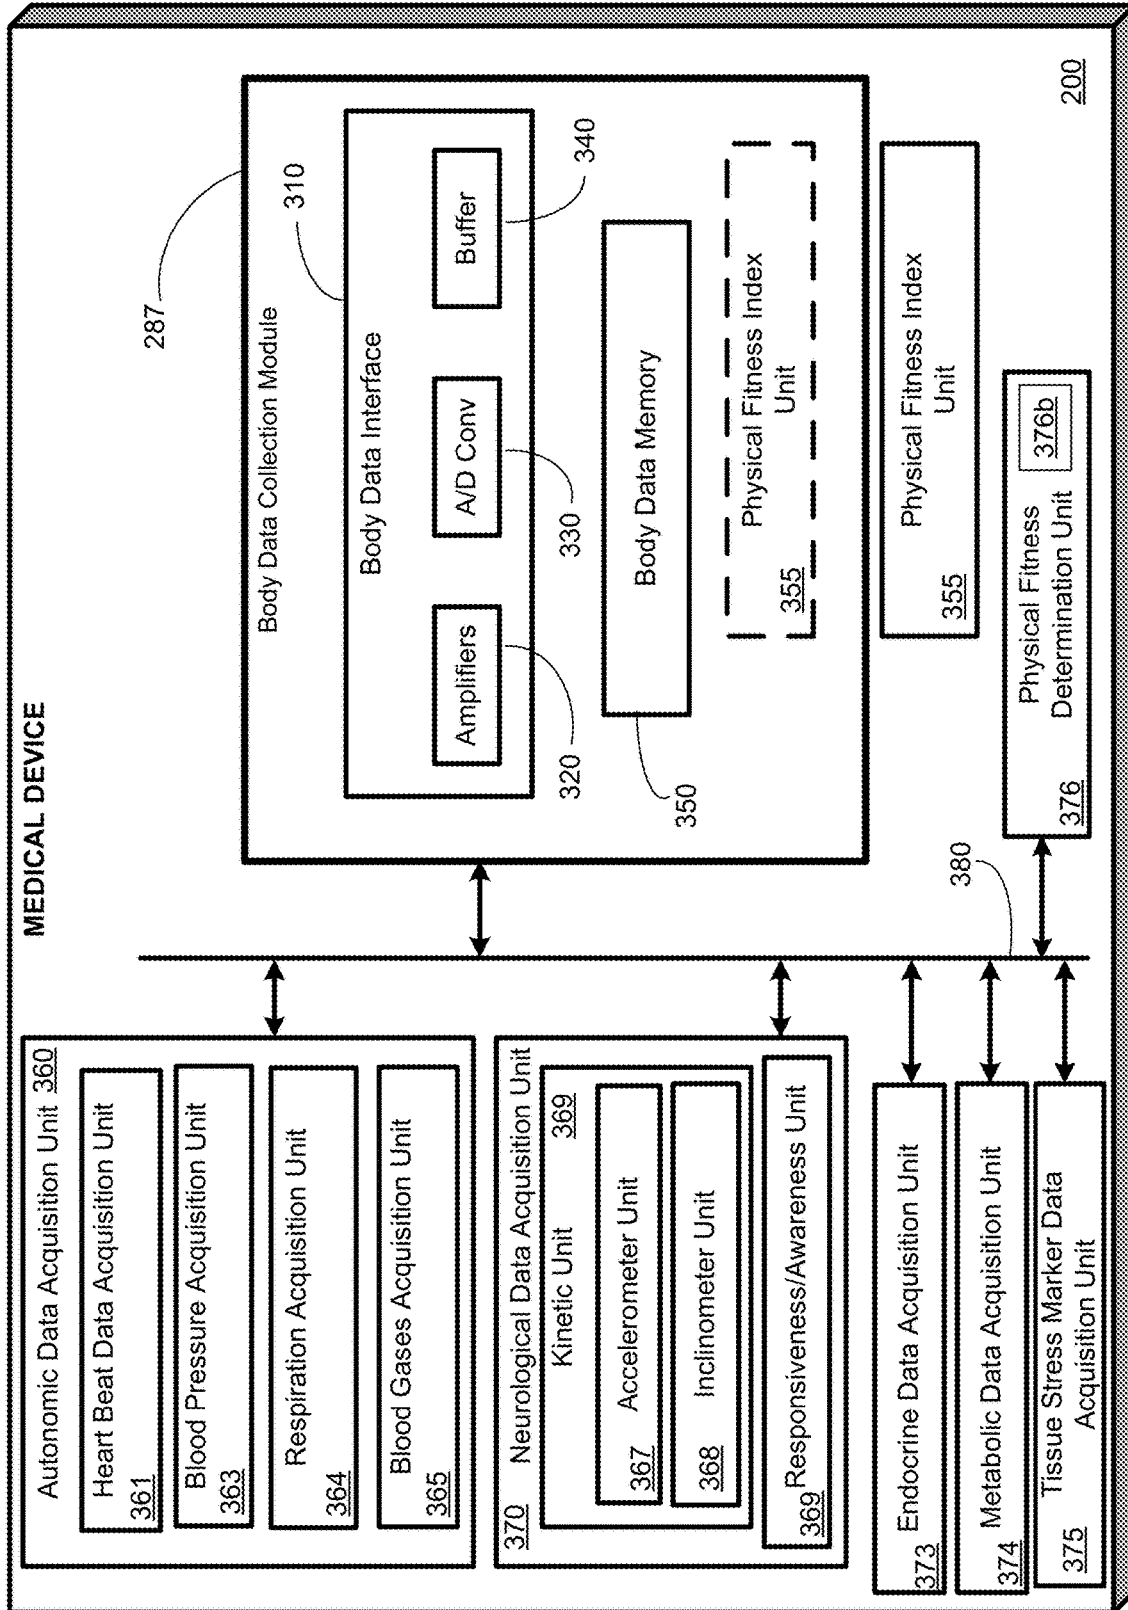 MEDICAL DEVICE
Autonomic Data Acquisition Unit 360
Heart Beat Data Acquisition Unit
361
Blood Pressure Acquisition Unit
363
Respiration Acquisition Unit
364
Blood Gases Acquisition Unit
365
370
Neurological Data Acquisition Unit
Kinetic Unit
369
Accelerometer Unit
367
Inclinometer Unit
368
Responsiveness/Awareness Unit
369
Endocrine Data Acquisition Unit
373
Metabolic Data Acquisition Unit
374
Tissue Stress Marker Data
Acquisition Unit
375
380
287
Body Data Collection Module
310
Body Data Interface
Amplifiers
A/D Conv
Buffer
320
330
340
Body Data Memory
350
Physical Fitness Index
Unit
355
Physical Fitness Index
Unit
355
Physical Fitness
Determination Unit
376
376b
200